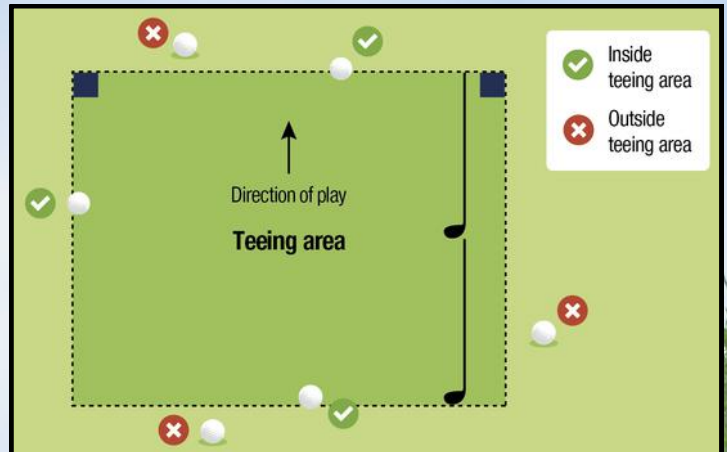 Inside
teeing area
Outside
teeing area
Direction of play
Teeing area